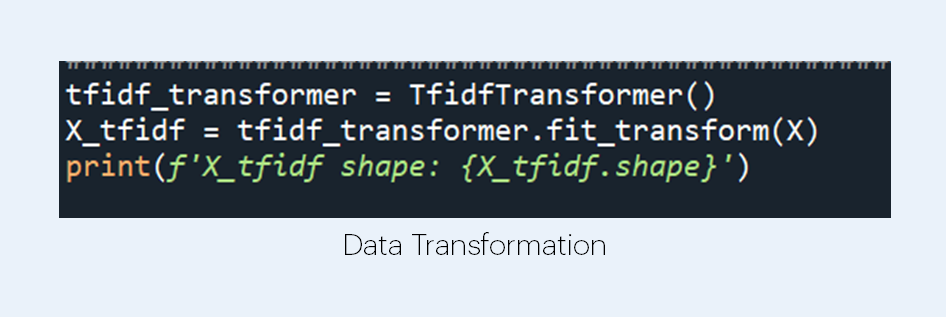 tfidf_transformer = TfidfTransformer()
X_tfidf = tfidf_transformer.fit_transform(X)
print(f'X_tfidf shape: {X_tfidf.shape}')
Data Transformation